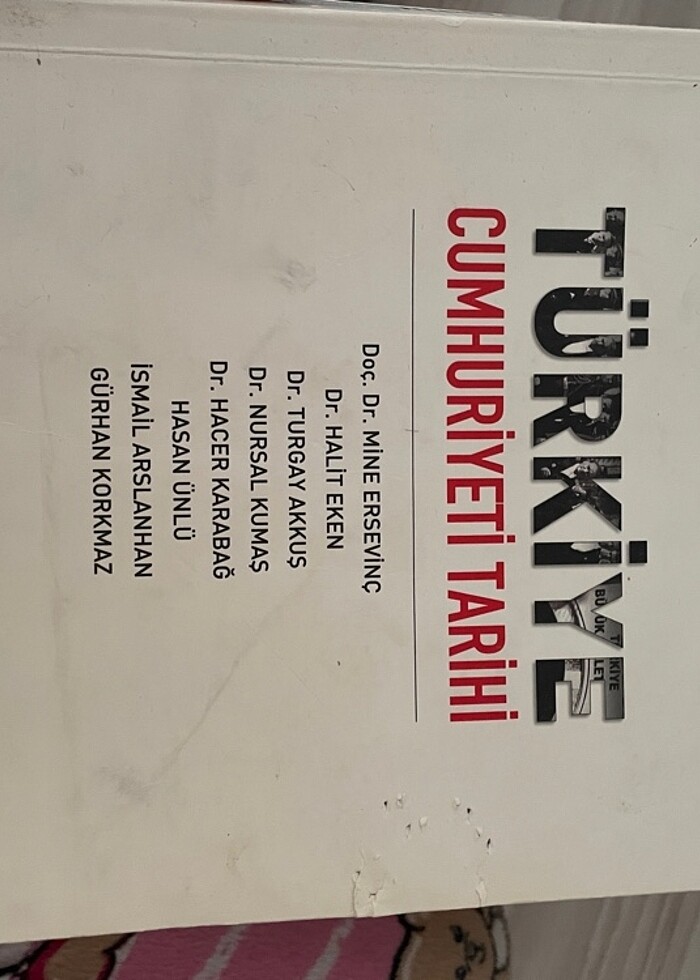 TÜRKİYE
CUMHURİYETİ TARİHİ
Doç. Dr. MİNE ERSEVİNÇ
Dr. HALİT EKEN
Dr. TURGAY AKKUŞ
Dr. NURSAL KUMAŞ
Dr. HACER KARABAĞ
HASAN ÜNLÜ
İSMAİL ARSLANHAN
GÜRHAN KORKMAZ